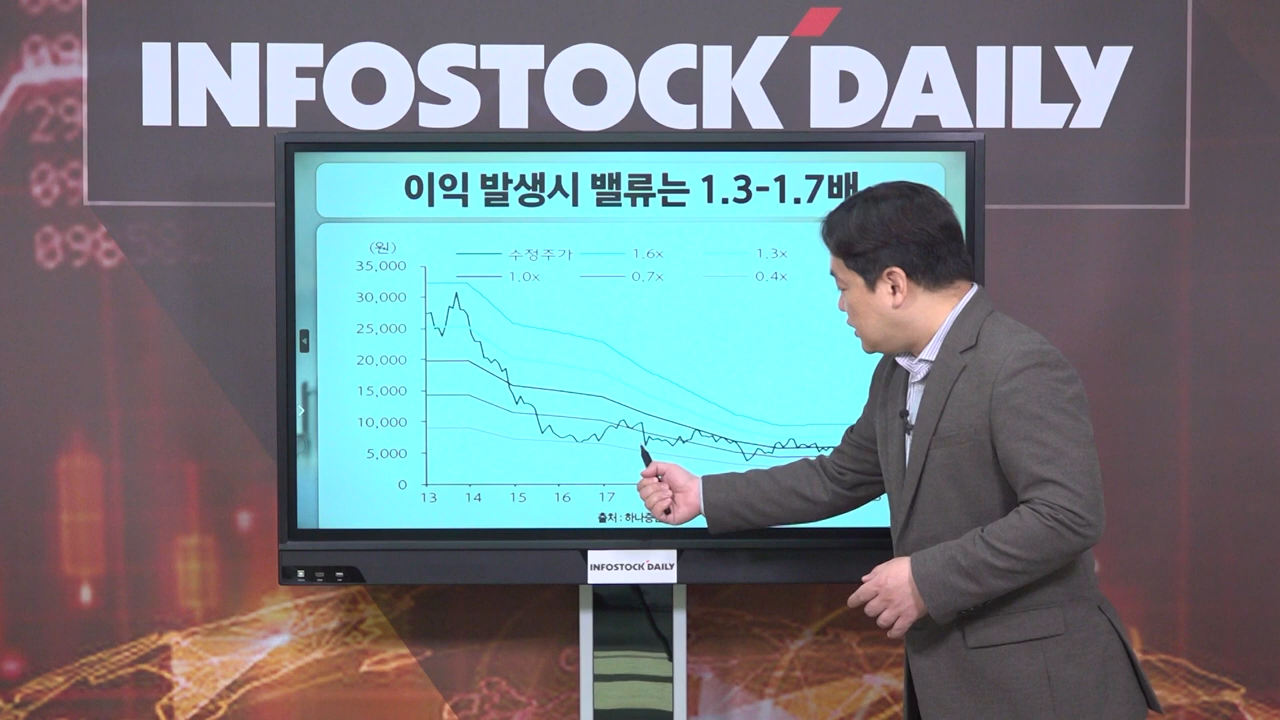 INFOSTOCK DAILY
이익 발생시 밸류는 1.3-1.7배
(원)
수정주가 1.6x 1.3x
1.0x 0.7x 0.4x
35,000
30,000
25,000
20,000
15,000
10,000
5,000
0
13 14 15 16 17
출처 : 하나증
INFOSTOCK DAILY